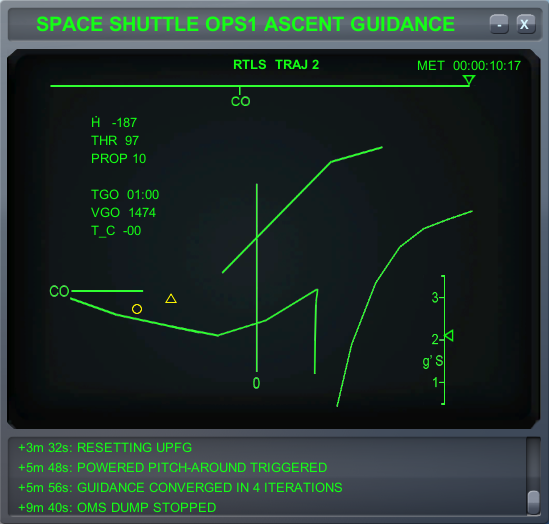 SPACE SHUTTLE OPS1 ASCENT GUIDANCE - X
RTLS TRAJ 2 MET 00:00:10:17
CO
Ḣ -187
THR 97
PROP 10
TGO 01:00
VGO 1474
T_C -00
CO
3
2
g'S
1
0
+3m 32s: RESETTING UPFG
+5m 48s: POWERED PITCH-AROUND TRIGGERED
+5m 56s: GUIDANCE CONVERGED IN 4 ITERATIONS
+9m 40s: OMS DUMP STOPPED